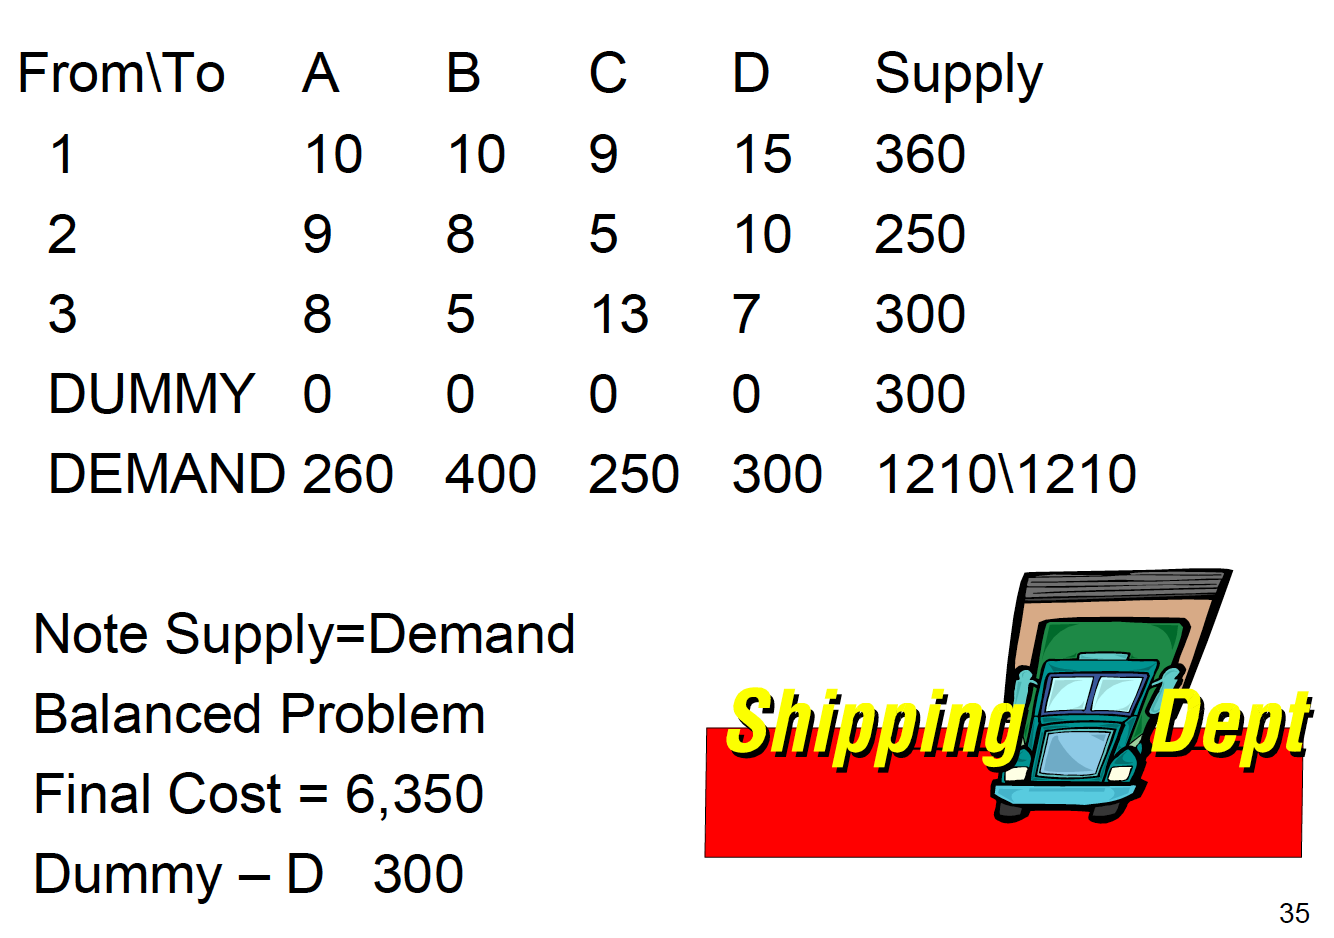 From\To A B C D Supply
1 10 10 9 15 360
2 9 8 5 10 250
3 8 5 13 7 300
DUMMY 0 0 0 0 300
DEMAND 260 400 250 300 1210\1210
Note Supply=Demand
Balanced Problem
Final Cost = 6,350
Dummy – D 300
Shipping Dept
35